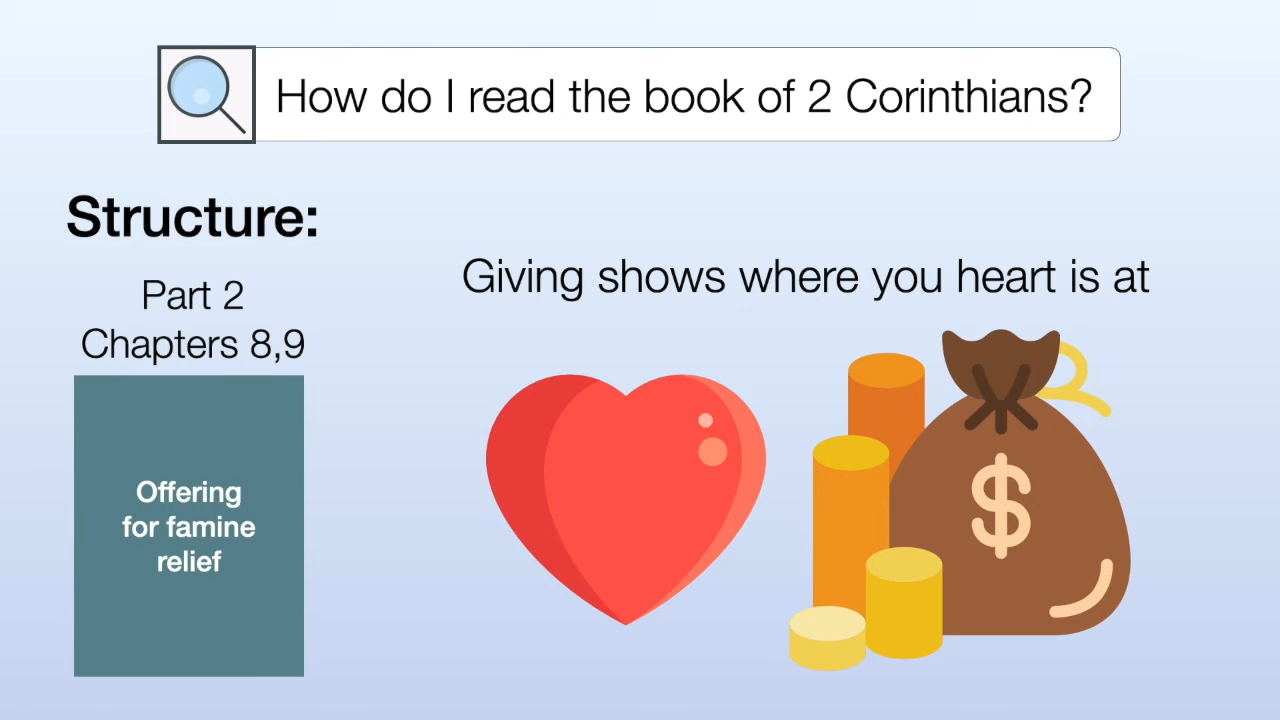 How do I read the book of 2 Corinthians?
Structure:
Part 2
Chapters 8,9
Offering
for famine
relief
Giving shows where you heart is at
$